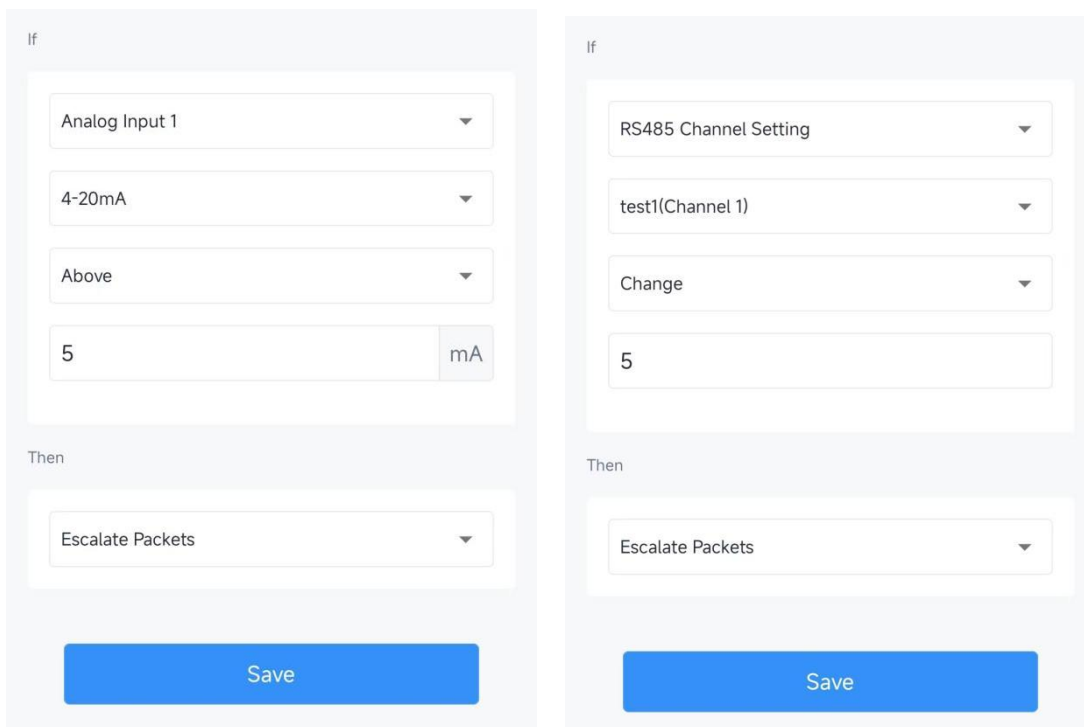 If
Analog Input 1
4-20mA
Above
5 mA
Then
Escalate Packets
Save
If
RS485 Channel Setting
test1(Channel 1)
Change
5
Then
Escalate Packets
Save